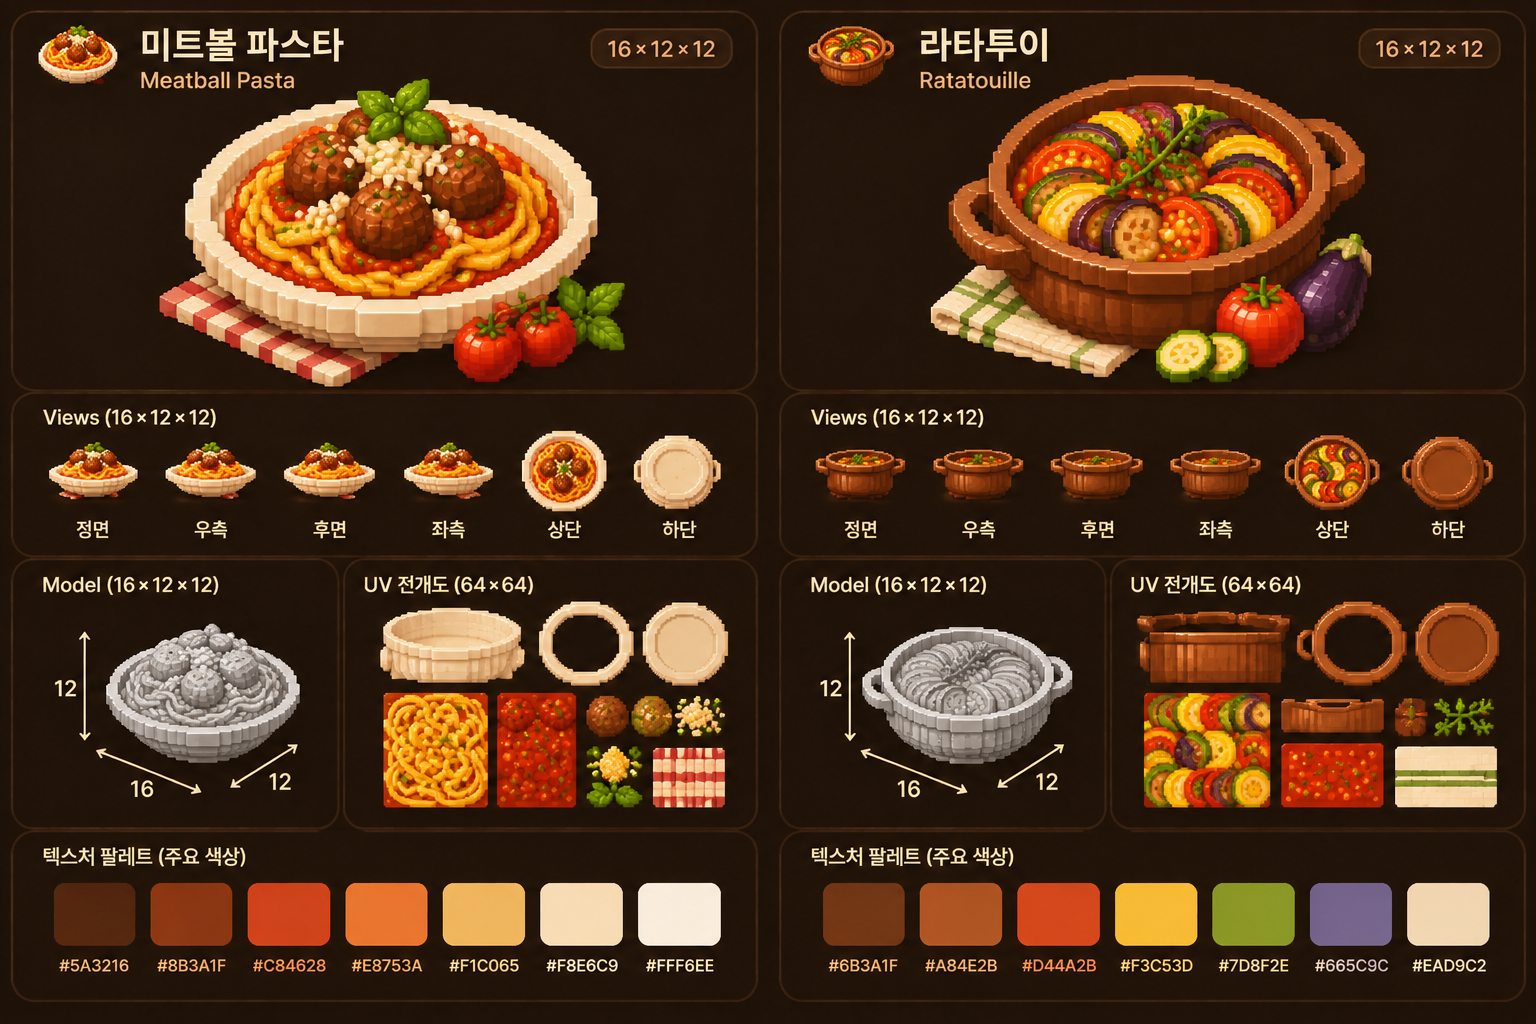 미트볼 파스타
Meatball Pasta
16×12×12
Views (16×12×12)
정면
우측
후면
좌측
상단
하단
Model (16×12×12)
12
16
12
UV 전개도 (64×64)
텍스처 팔레트 (주요 색상)
#5A3216
#8B3A1F
#C84628
#E8753A
#F1C065
#F8E6C9
#FFF6EE
라타투이
Ratatouille
16×12×12
Views (16×12×12)
정면
우측
후면
좌측
상단
하단
Model (16×12×12)
12
16
12
UV 전개도 (64×64)
텍스처 팔레트 (주요 색상)
#6B3A1F
#A84E2B
#D44A2B
#F3C53D
#7D8F2E
#665C9C
#EAD9C2